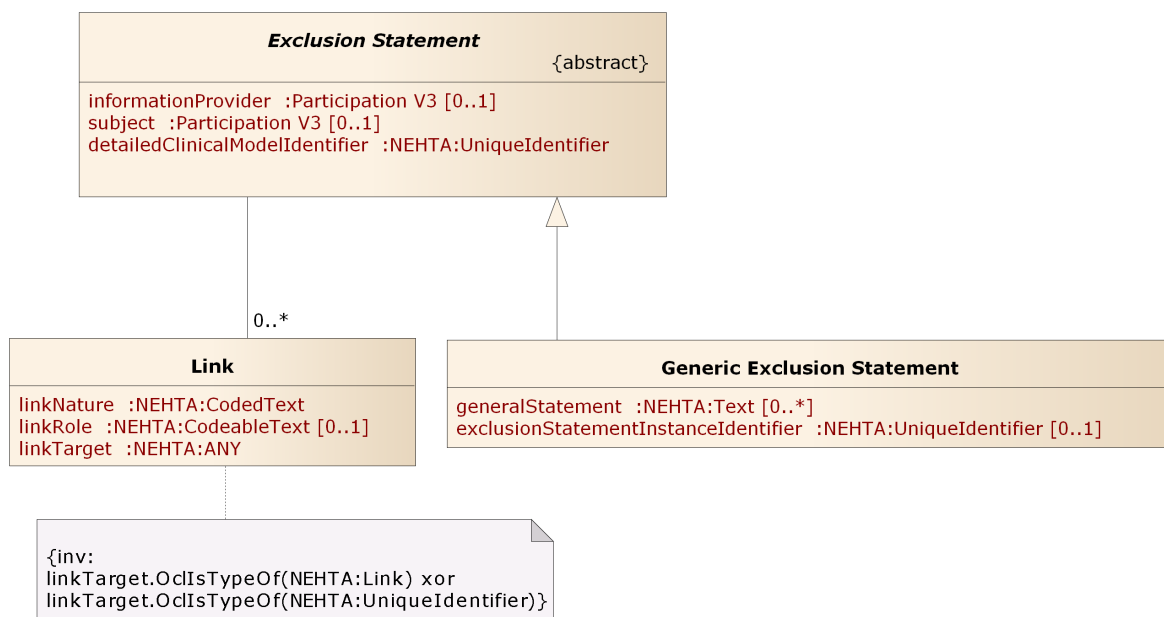 Exclusion Statement
{abstract}
informationProvider :Participation V3 [0..1]
subject :Participation V3 [0..1]
detailedClinicalModelIdentifier :NEHTA:UniqueIdentifier
0..*
Link
linkNature :NEHTA:CodedText
linkRole :NEHTA:CodeableText [0..1]
linkTarget :NEHTA:ANY
Generic Exclusion Statement
generalStatement :NEHTA:Text [0..*]
exclusionStatementInstanceIdentifier :NEHTA:UniqueIdentifier [0..1]
{inv:
linkTarget.OclIsTypeOf(NEHTA:Link) xor
linkTarget.OclIsTypeOf(NEHTA:UniqueIdentifier)}